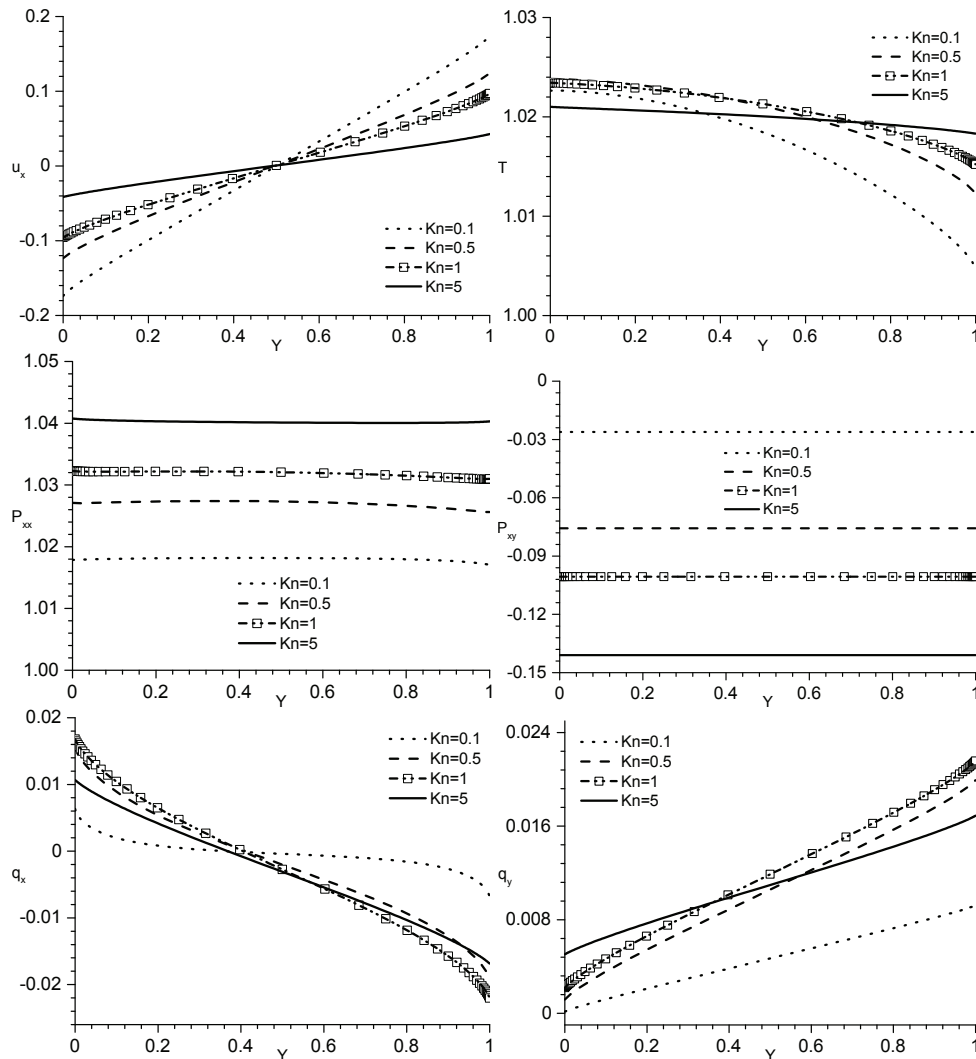 0.2
0.1
0
-0.1
-0.2
u_x
Kn=0.1
Kn=0.5
Kn=1
Kn=5
0 0.2 0.4 0.6 0.8 1
Y
1.03
1.02
1.01
1.00
T
Kn=0.1
Kn=0.5
Kn=1
Kn=5
0 0.2 0.4 0.6 0.8 1
Y
1.05
1.04
1.03
1.02
1.01
1.00
P_xx
Kn=0.1
Kn=0.5
Kn=1
Kn=5
0 0.2 0.4 0.6 0.8 1
Y
0
-0.03
-0.06
-0.09
-0.12
-0.15
P_xy
Kn=0.1
Kn=0.5
Kn=1
Kn=5
0 0.2 0.4 0.6 0.8 1
Y
0.02
0.01
0
-0.01
-0.02
q_x
Kn=0.1
Kn=0.5
Kn=1
Kn=5
0 0.2 0.4 0.6 0.8 1
Y
0.024
0.016
0.008
0
q_y
Kn=0.1
Kn=0.5
Kn=1
Kn=5
0 0.2 0.4 0.6 0.8 1
Y